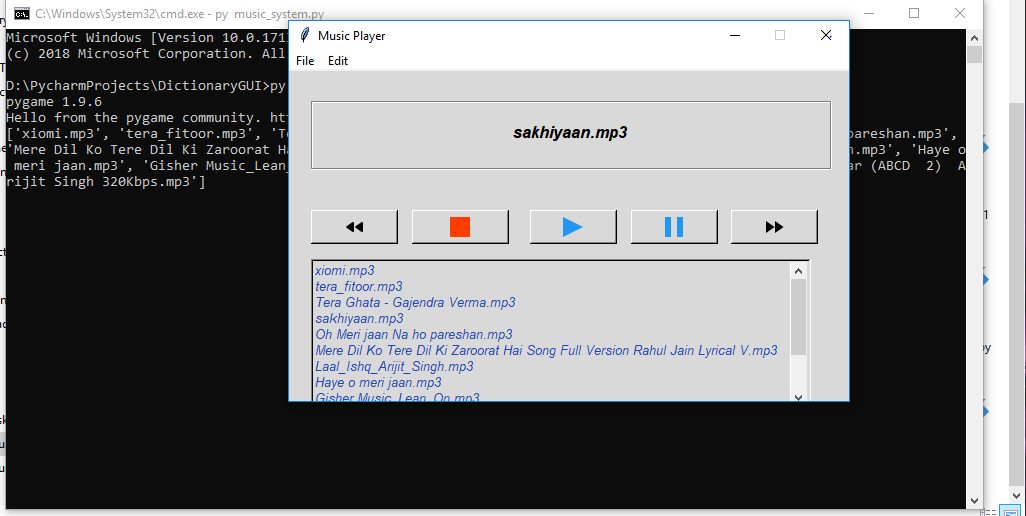 C:\Windows\System32\cmd.exe - py  music_system.py
Microsoft Windows [Version 10.0.171
(c) 2018 Microsoft Corporation. All
D:\PycharmProjects\DictionaryGUI>py
pygame 1.9.6
Hello from the pygame community. ht
['xiomi.mp3', 'tera_fitoor.mp3', 'T pareshan.mp3',
'Mere Dil Ko Tere Dil Ki Zaroorat Ha n.mp3', 'Haye o
meri jaan.mp3', 'Gisher Music_Lean_ ar (ABCD  2)  A
rijit Singh 320Kbps.mp3']
Music Player
File Edit
sakhiyaan.mp3
xiomi.mp3
tera_fitoor.mp3
Tera Ghata - Gajendra Verma.mp3
sakhiyaan.mp3
Oh Meri jaan Na ho pareshan.mp3
Mere Dil Ko Tere Dil Ki Zaroorat Hai Song Full Version Rahul Jain Lyrical V.mp3
Laal_Ishq_Arijit_Singh.mp3
Haye o meri jaan.mp3
Gisher Music_Lean_On.mp3